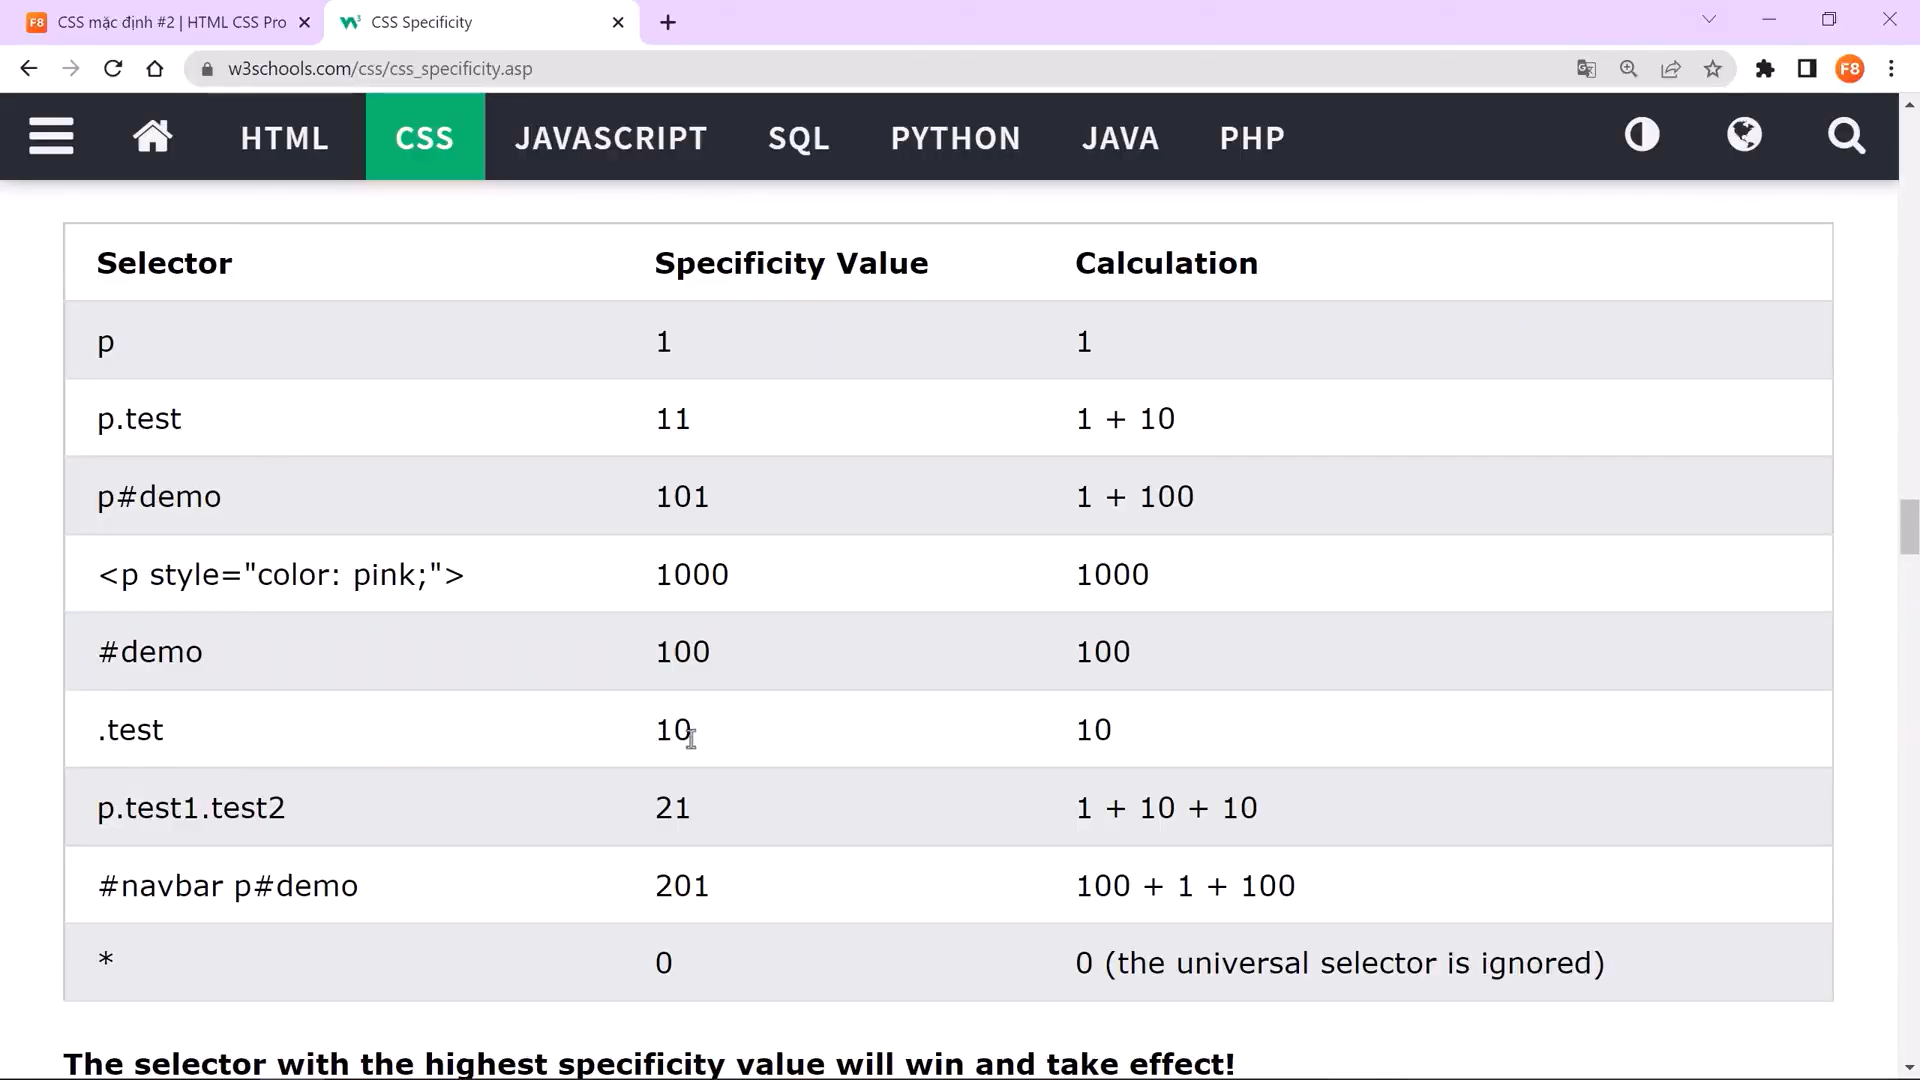 F8 CSS mặc định #2 | HTML CSS Pro CSS Specificity
w3schools.com/css/css_specificity.asp F8
HTML CSS JAVASCRIPT SQL PYTHON JAVA PHP
Selector Specificity Value Calculation
p 1 1
p.test 11 1 + 10
p#demo 101 1 + 100
<p style="color: pink;"> 1000 1000
#demo 100 100
.test 10 10
p.test1.test2 21 1 + 10 + 10
#navbar p#demo 201 100 + 1 + 100
* 0 0 (the universal selector is ignored)
The selector with the highest specificity value will win and take effect!